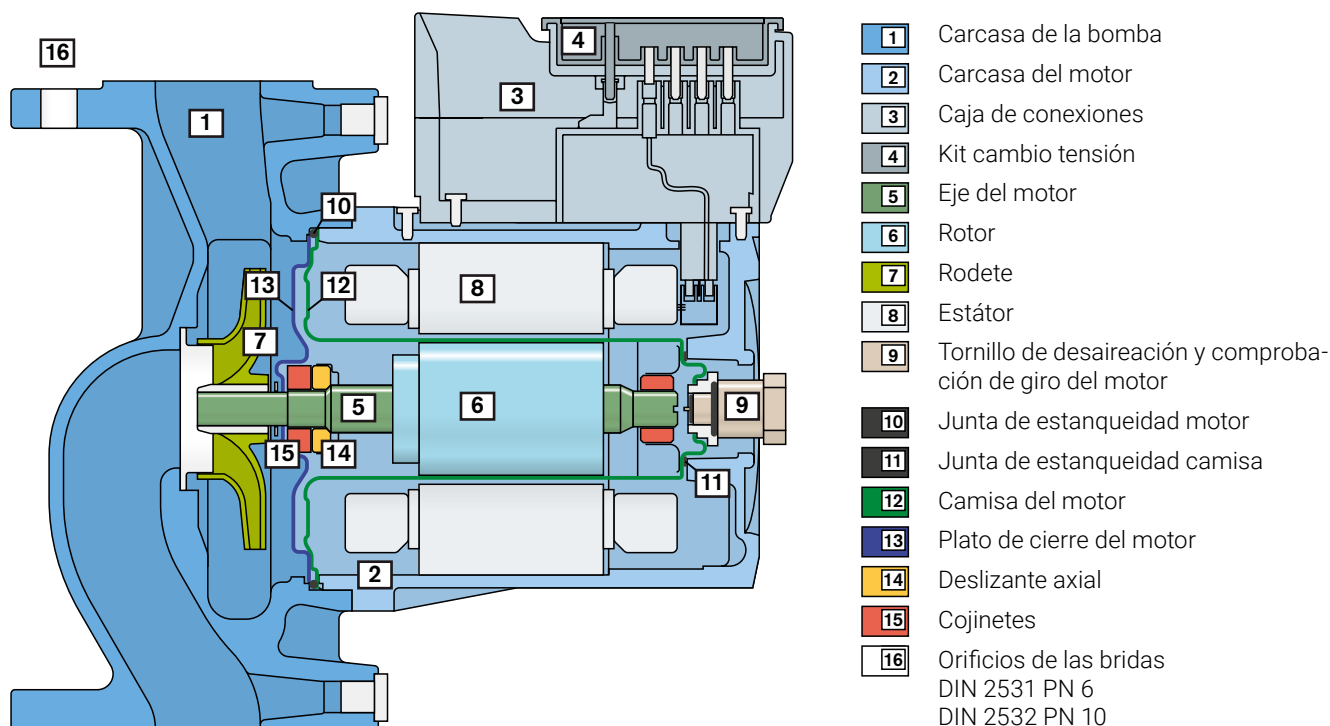 16
1
3
4
10
13
12
8
7
5
6
9
15
14
11
2
1 Carcasa de la bomba
2 Carcasa del motor
3 Caja de conexiones
4 Kit cambio tensión
5 Eje del motor
6 Rotor
7 Rodete
8 Estátor
9 Tornillo de desaireación y comproba-
ción de giro del motor
10 Junta de estanqueidad motor
11 Junta de estanqueidad camisa
12 Camisa del motor
13 Plato de cierre del motor
14 Deslizante axial
15 Cojinetes
16 Orificios de las bridas
DIN 2531 PN 6
DIN 2532 PN 10